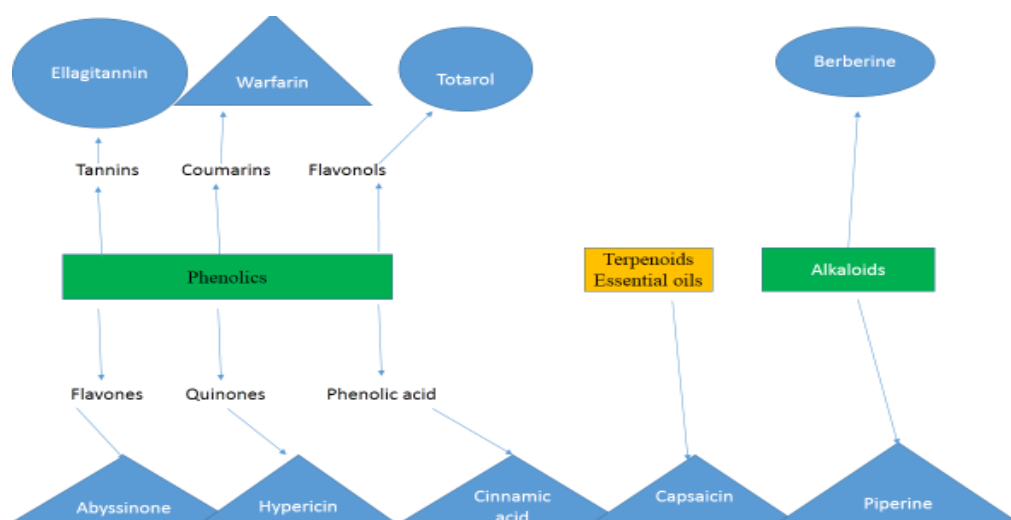 Ellagitannin
Warfarin
Totarol
Berberine
Tannins
Coumarins
Flavonols
Phenolics
Terpenoids
Essential oils
Alkaloids
Flavones
Quinones
Phenolic acid
Abyssinone
Hypericin
Cinnamic
acid
Capsaicin
Piperine